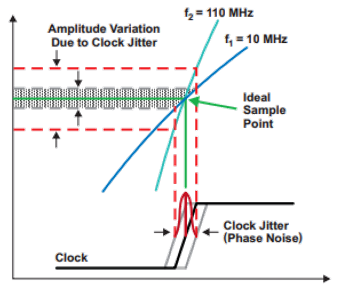 f₂ = 110 MHz
Amplitude Variation
Due to Clock Jitter
f₁ = 10 MHz
Ideal
Sample
Point
Clock Jitter
(Phase Noise)
Clock